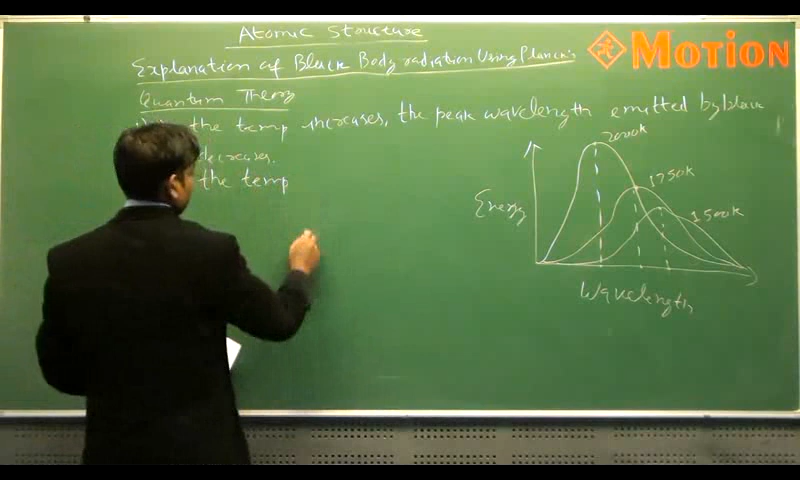 Atomic Structure
Explanation of Black Body radiation Using Planck's
Quantum Theory
the temp increases, the peak wavelength emitted by black
decreases.
the temp
MOTION
2000k
1750k
1500k
Energy
Wavelength